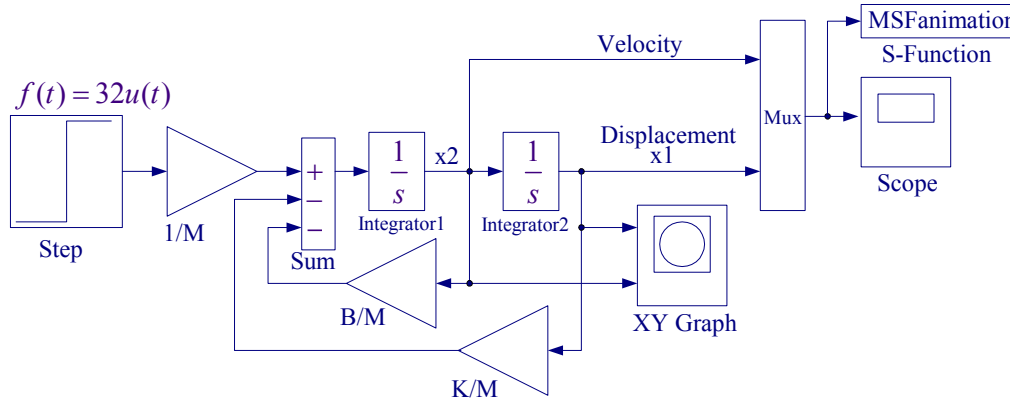 MSFanimation
S-Function
Velocity
f(t) = 32u(t)
Mux
Displacement
x1
x2
1
s
1
s
+
−
−
Integrator1
Integrator2
Scope
1/M
Step
Sum
B/M
XY Graph
K/M